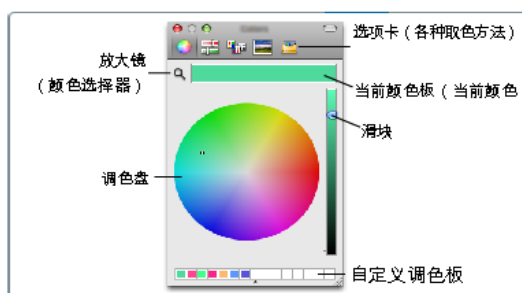 选项卡（各种取色方法）
放大镜
（颜色选择器）
当前颜色板（当前颜色
滑块
调色盘
自定义调色板